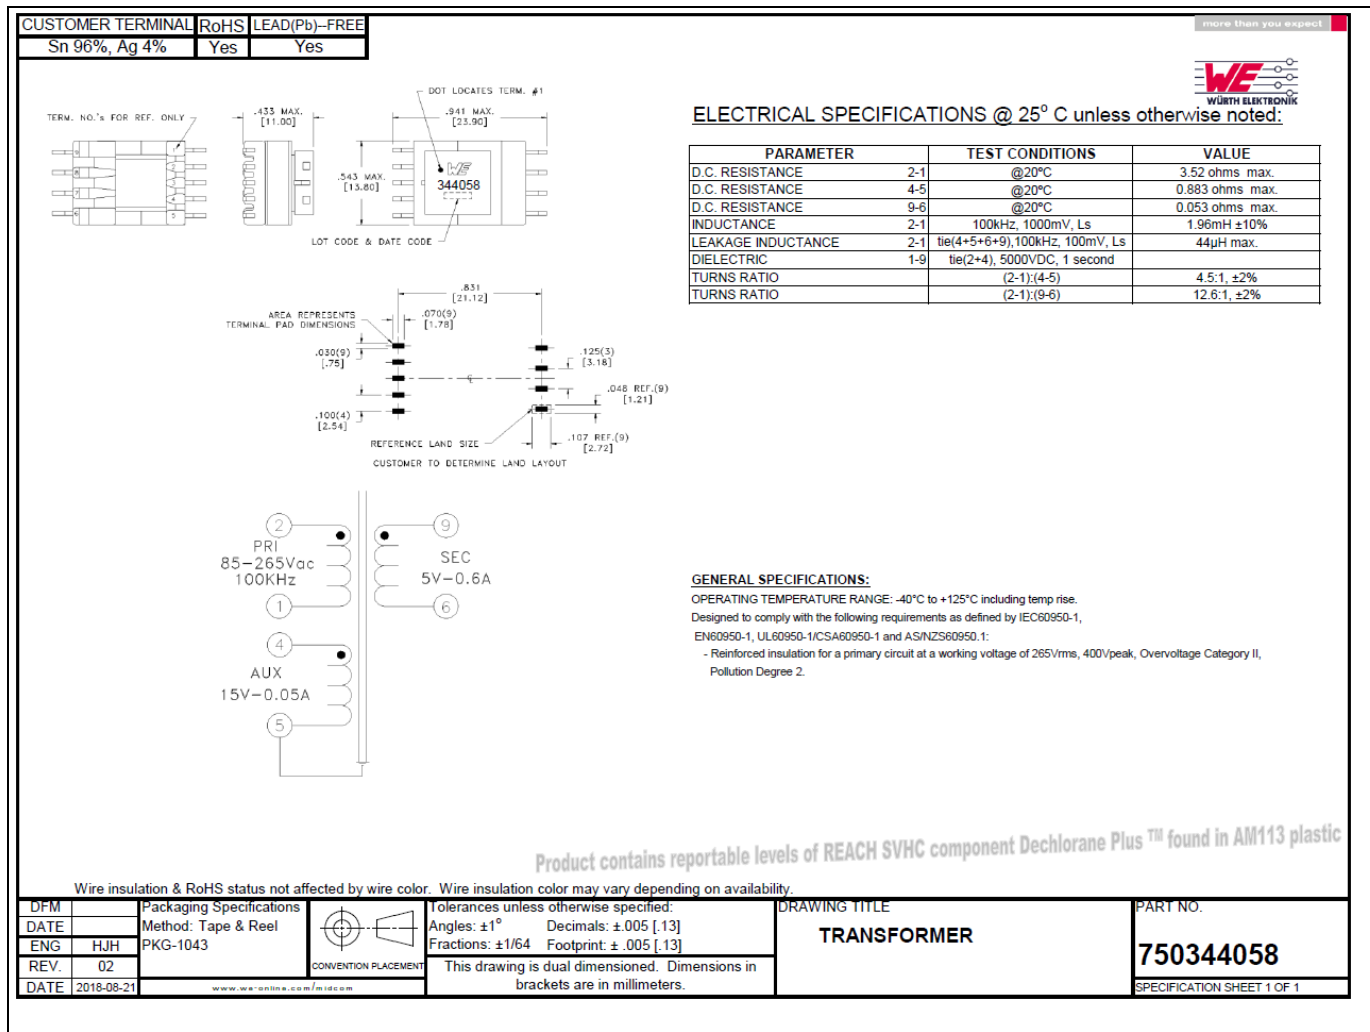 CUSTOMER TERMINAL RoHS LEAD(Pb)--FREE
Sn 96%, Ag 4% Yes Yes
more than you expect
WE
WÜRTH ELEKTRONIK
ELECTRICAL SPECIFICATIONS @ 25° C unless otherwise noted:
PARAMETER TEST CONDITIONS VALUE
D.C. RESISTANCE 2-1 @20°C 3.52 ohms max.
D.C. RESISTANCE 4-5 @20°C 0.883 ohms max.
D.C. RESISTANCE 9-6 @20°C 0.053 ohms max.
INDUCTANCE 2-1 100kHz, 1000mV, Ls 1.96mH ±10%
LEAKAGE INDUCTANCE 2-1 tie(4+5+6+9),100kHz, 100mV, Ls 44µH max.
DIELECTRIC 1-9 tie(2+4), 5000VDC, 1 second
TURNS RATIO (2-1):(4-5) 4.5:1, ±2%
TURNS RATIO (2-1):(9-6) 12.6:1, ±2%
TERM. NO.'s FOR REF. ONLY
9
8
7
6
1
2
3
4
5
.433 MAX.
[11.00]
DOT LOCATES TERM. #1
.941 MAX.
[23.90]
.543 MAX.
[13.80]
WE
344058
LOT CODE & DATE CODE
.831
[21.12]
AREA REPRESENTS
TERMINAL PAD DIMENSIONS
.070(9)
[1.78]
.030(9)
[.75]
.125(3)
[3.18]
.048 REF.(9)
[1.21]
.100(4)
[2.54]
REFERENCE LAND SIZE
.107 REF.(9)
[2.72]
CUSTOMER TO DETERMINE LAND LAYOUT
2
PRI
85-265Vac
100KHz
1
9
SEC
5V-0.6A
6
4
AUX
15V-0.05A
5
GENERAL SPECIFICATIONS:
OPERATING TEMPERATURE RANGE: -40°C to +125°C including temp rise.
Designed to comply with the following requirements as defined by IEC60950-1,
EN60950-1, UL60950-1/CSA60950-1 and AS/NZS60950.1:
- Reinforced insulation for a primary circuit at a working voltage of 265Vrms, 400Vpeak, Overvoltage Category II,
Pollution Degree 2.
Product contains reportable levels of REACH SVHC component Dechlorane Plus ™ found in AM113 plastic
Wire insulation & RoHS status not affected by wire color. Wire insulation color may vary depending on availability.
DFM
DATE
ENG HJH
REV. 02
DATE 2018-08-21
Packaging Specifications
Method: Tape & Reel
PKG-1043
www.we-online.com/midcom
CONVENTION PLACEMENT
Tolerances unless otherwise specified:
Angles: ±1° Decimals: ±.005 [.13]
Fractions: ±1/64 Footprint: ± .005 [.13]
This drawing is dual dimensioned. Dimensions in
brackets are in millimeters.
DRAWING TITLE
TRANSFORMER
PART NO.
750344058
SPECIFICATION SHEET 1 OF 1